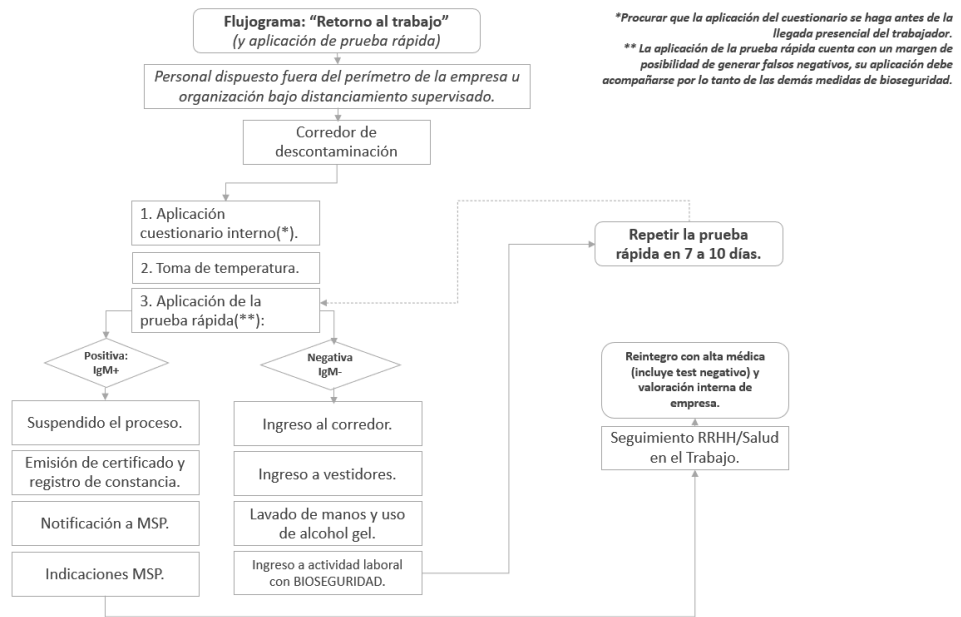 Flujograma: “Retorno al trabajo”
(y aplicación de prueba rápida)
*Procurar que la aplicación del cuestionario se haga antes de la
llegada presencial del trabajador.
** La aplicación de la prueba rápida cuenta con un margen de
posibilidad de generar falsos negativos, su aplicación debe
acompañarse por lo tanto de las demás medidas de bioseguridad.
Personal dispuesto fuera del perímetro de la empresa u
organización bajo distanciamiento supervisado.
Corredor de
descontaminación
1. Aplicación
cuestionario interno(*).
2. Toma de temperatura.
3. Aplicación de la
prueba rápida(**):
Repetir la prueba
rápida en 7 a 10 días.
Positiva:
IgM+
Negativa
IgM-
Suspendido el proceso.
Emisión de certificado y
registro de constancia.
Notificación a MSP.
Indicaciones MSP.
Ingreso al corredor.
Ingreso a vestidores.
Lavado de manos y uso
de alcohol gel.
Ingreso a actividad laboral
con BIOSEGURIDAD.
Reintegro con alta médica
(incluye test negativo) y
valoración interna de
empresa.
Seguimiento RRHH/Salud
en el Trabajo.